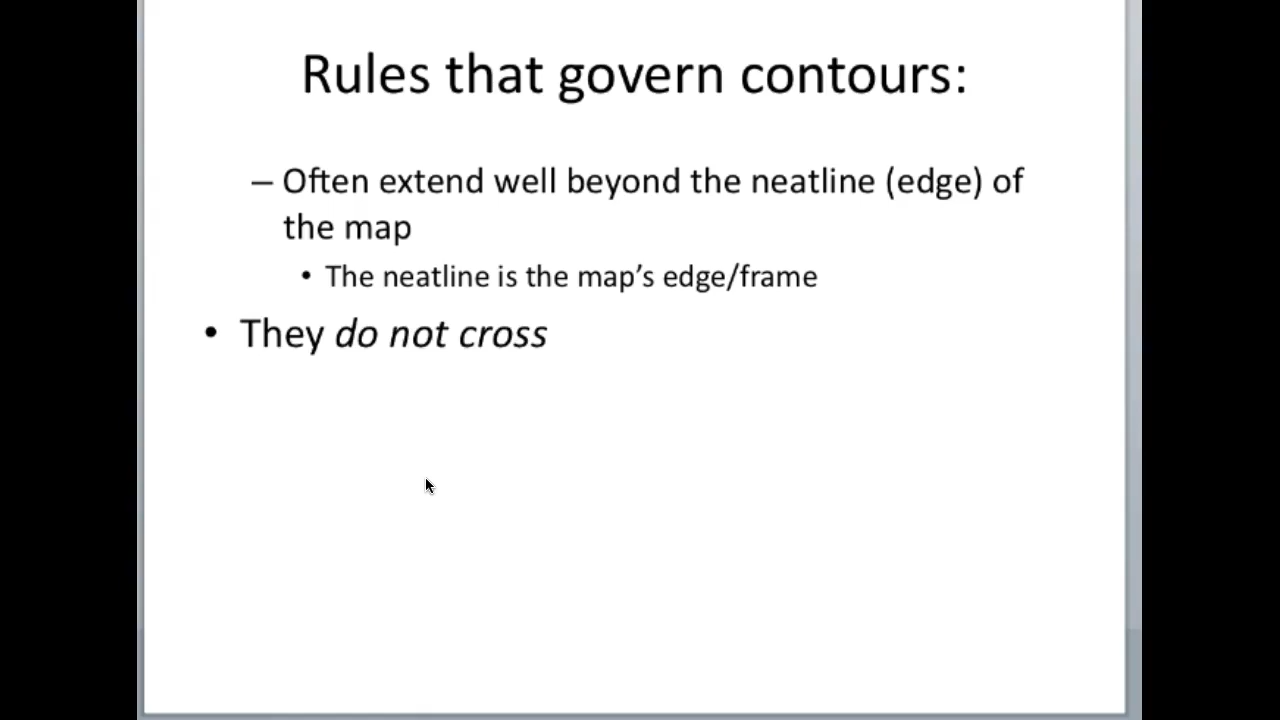 Rules that govern contours:
– Often extend well beyond the neatline (edge) of
the map
• The neatline is the map’s edge/frame
• They do not cross